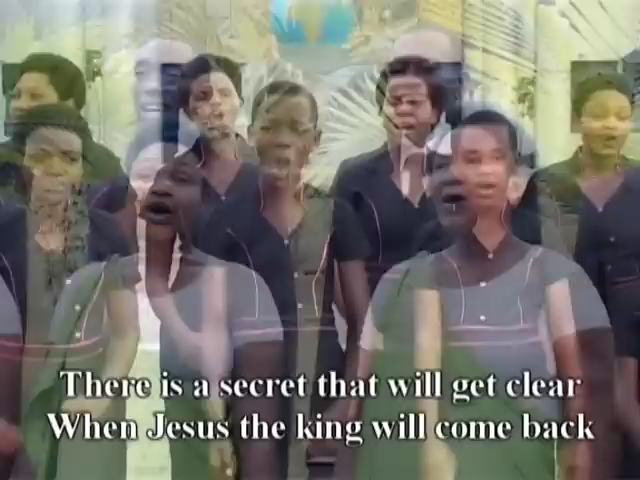 There is a secret that will get clear
When Jesus the king will come back